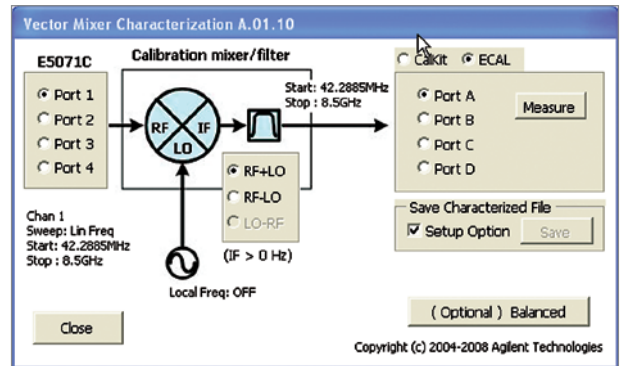 Vector Mixer Characterization A.01.10
E5071C
Port 1
Port 2
Port 3
Port 4
Calibration mixer/filter
RF
IF
LO
Start: 42.2885MHz
Stop : 8.5GHz
RF+LO
RF-LO
LO-RF
(IF > 0 Hz)
Chan 1
Sweep: Lin Freq
Start: 42.2885MHz
Stop : 8.5GHz
Local Freq: OFF
Close
CalKit
ECAL
Port A
Port B
Port C
Port D
Measure
Save Characterized File
Setup Option
Save
( Optional ) Balanced
Copyright (c) 2004-2008 Agilent Technologies